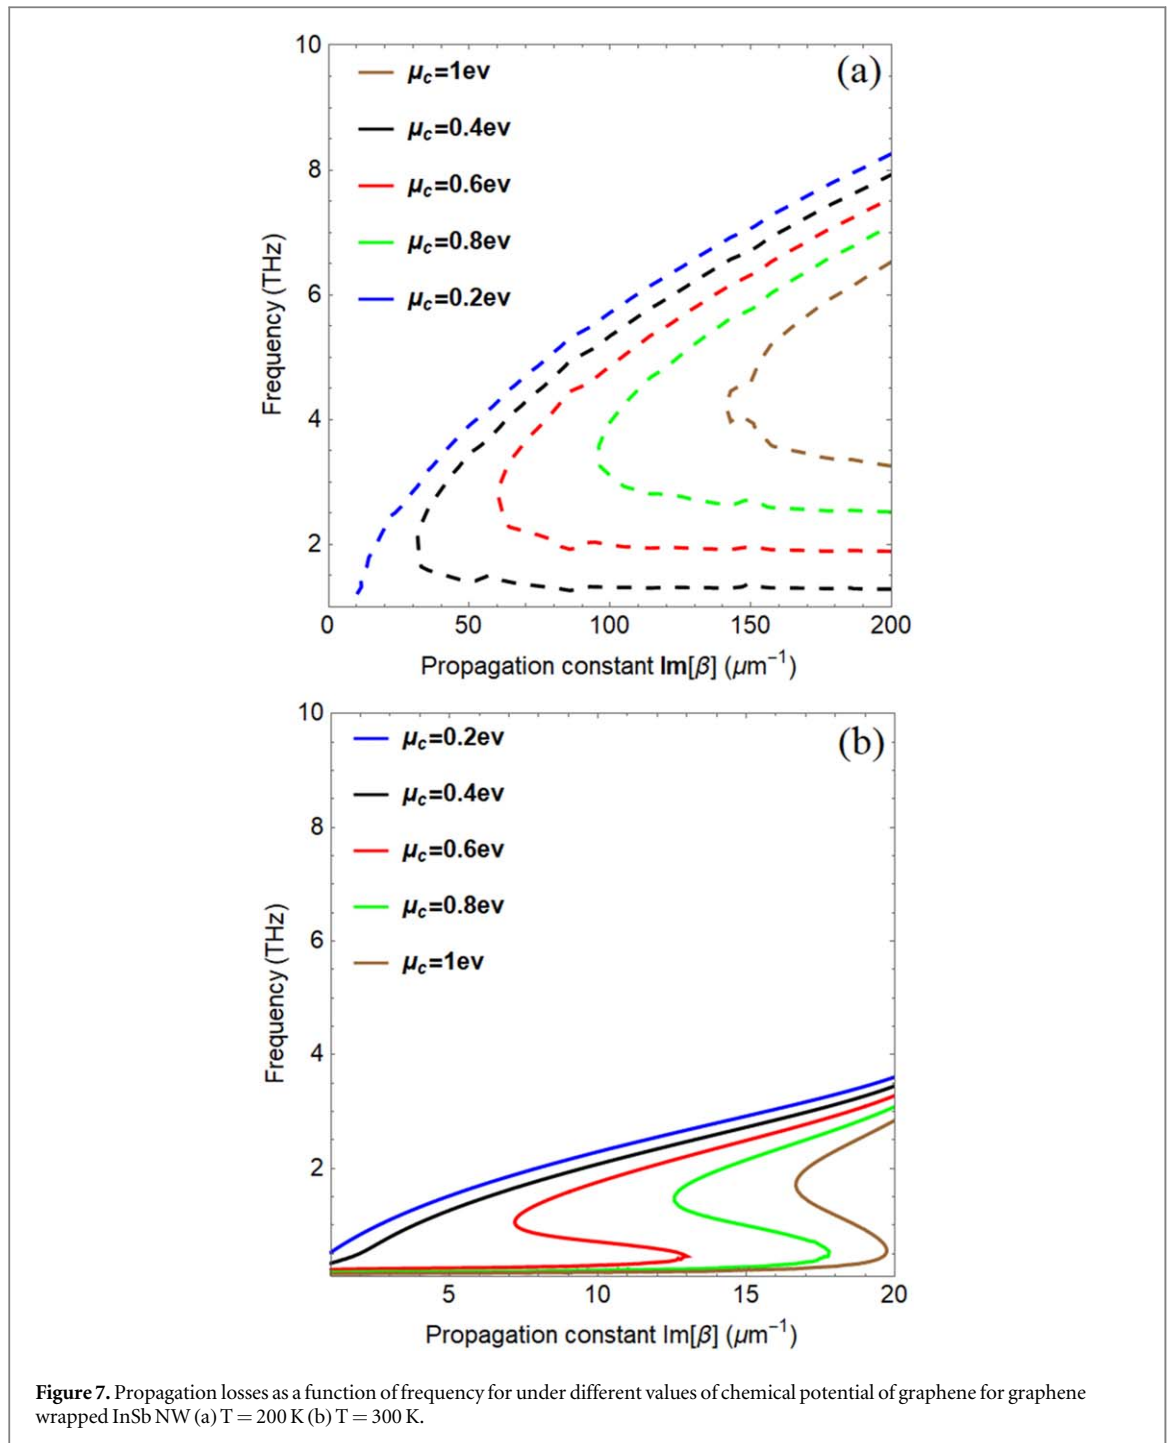 10
8
6
4
2
Frequency (THz)
μc=1ev
μc=0.4ev
μc=0.6ev
μc=0.8ev
μc=0.2ev
(a)
0 50 100 150 200
Propagation constant Im[β] (μm⁻¹)
10
8
6
4
2
Frequency (THz)
μc=0.2ev
μc=0.4ev
μc=0.6ev
μc=0.8ev
μc=1ev
(b)
5 10 15 20
Propagation constant Im[β] (μm⁻¹)
Figure 7. Propagation losses as a function of frequency for under different values of chemical potential of graphene for graphene
wrapped InSb NW (a) T = 200 K (b) T = 300 K.